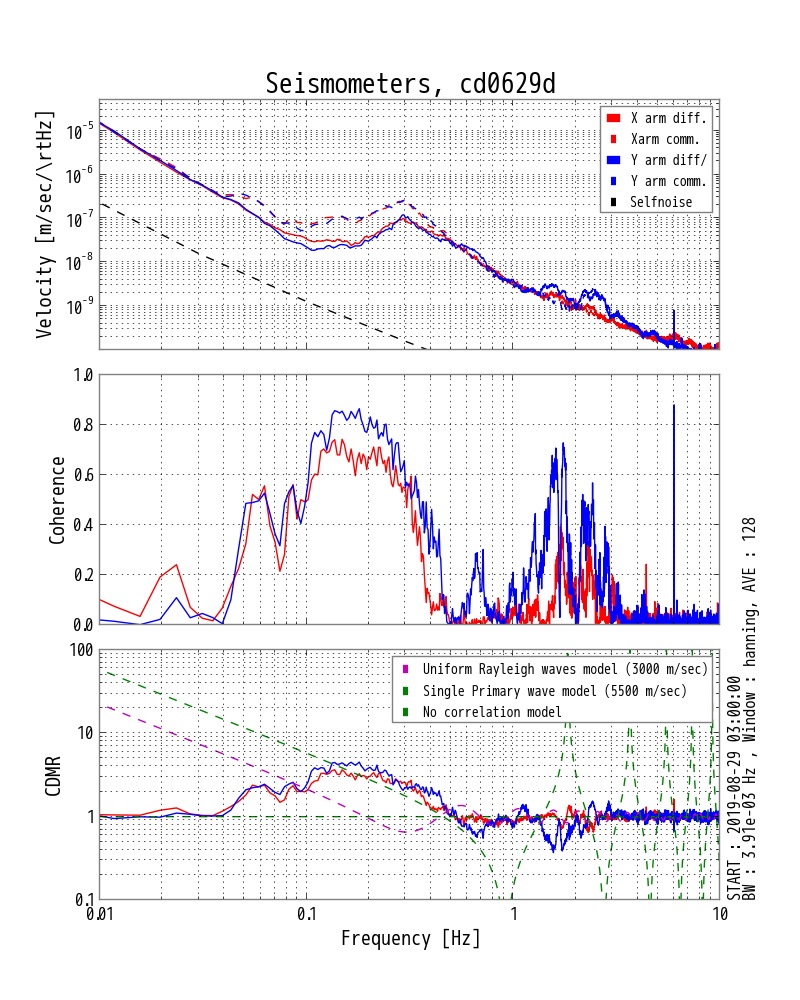 Seismometers, cd0629d
Velocity [m/sec/\rtHz]
10^-5
10^-6
10^-7
10^-8
10^-9
X arm diff.
Xarm comm.
Y arm diff/
Y arm comm.
Selfnoise
Coherence
1.0
0.8
0.6
0.4
0.2
0.0
CDMR
100
10
1
0.1
Uniform Rayleigh waves model (3000 m/sec)
Single Primary wave model (5500 m/sec)
No correlation model
0.01
0.1
1
10
Frequency [Hz]
START : 2019-08-29 03:00:00
BW : 3.91e-03 Hz , Window : hanning, AVE : 128